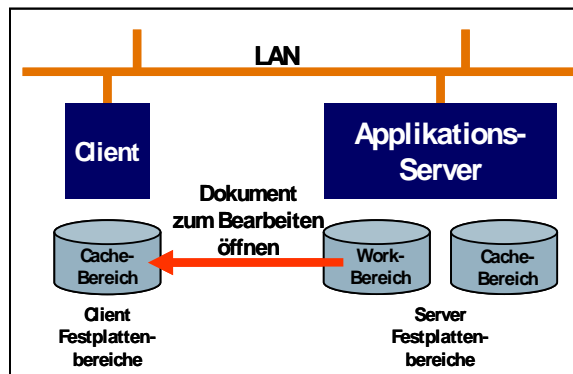 LAN
Client
Applikations-
Server
Dokument
zum Bearbeiten
öffnen
Cache-
Bereich
Work-
Bereich
Cache-
Bereich
Client
Festplatten-
bereiche
Server
Festplatten-
bereiche